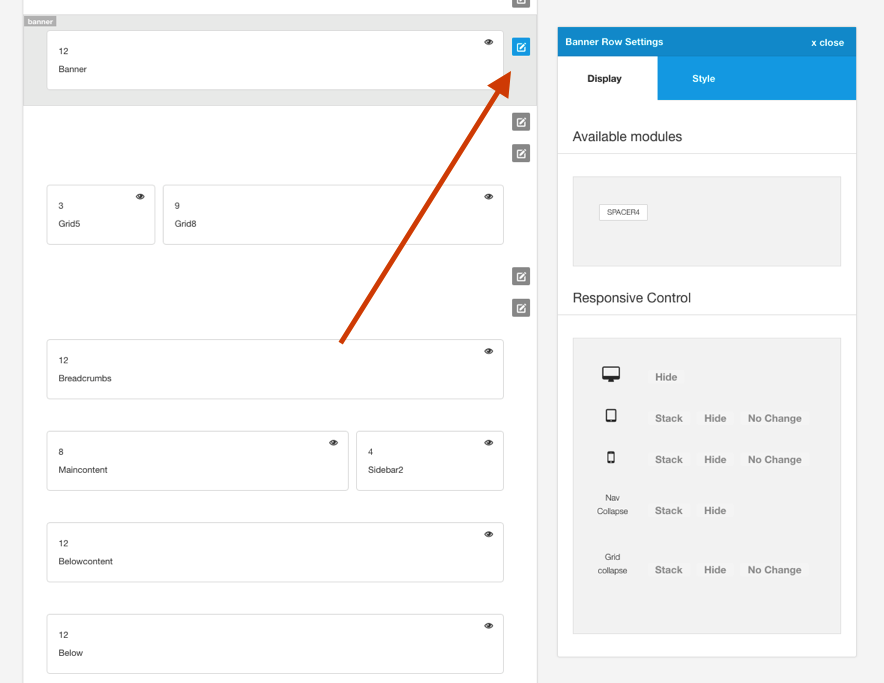 banner
12
Banner
3
Grid5
9
Grid8
12
Breadcrumbs
8
Maincontent
4
Sidebar2
12
Belowcontent
12
Below
Banner Row Settings x close
Display Style
Available modules
SPACER4
Responsive Control
Hide
Stack Hide No Change
Stack Hide No Change
Nav
Collapse Stack Hide
Grid
collapse Stack Hide No Change